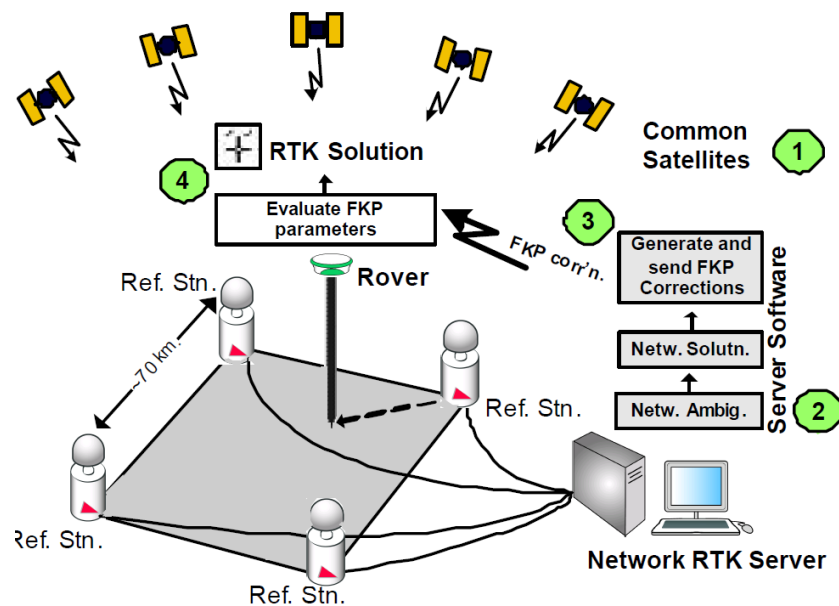 Common
Satellites
1
RTK Solution
4
Evaluate FKP
parameters
3
FKP corr'n.
Generate and
send FKP
Corrections
Netw. Solutn.
Netw. Ambig.
Server Software
2
Rover
Ref. Stn.
~70 km.
Ref. Stn.
Ref. Stn.
Ref. Stn.
Network RTK Server